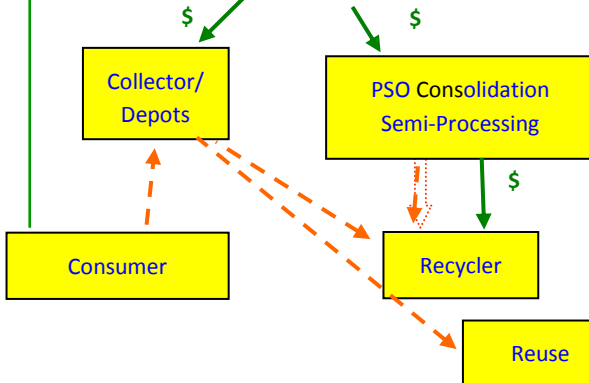 $
$
Collector/
Depots
PSO Consolidation
Semi-Processing
$
Consumer
Recycler
Reuse